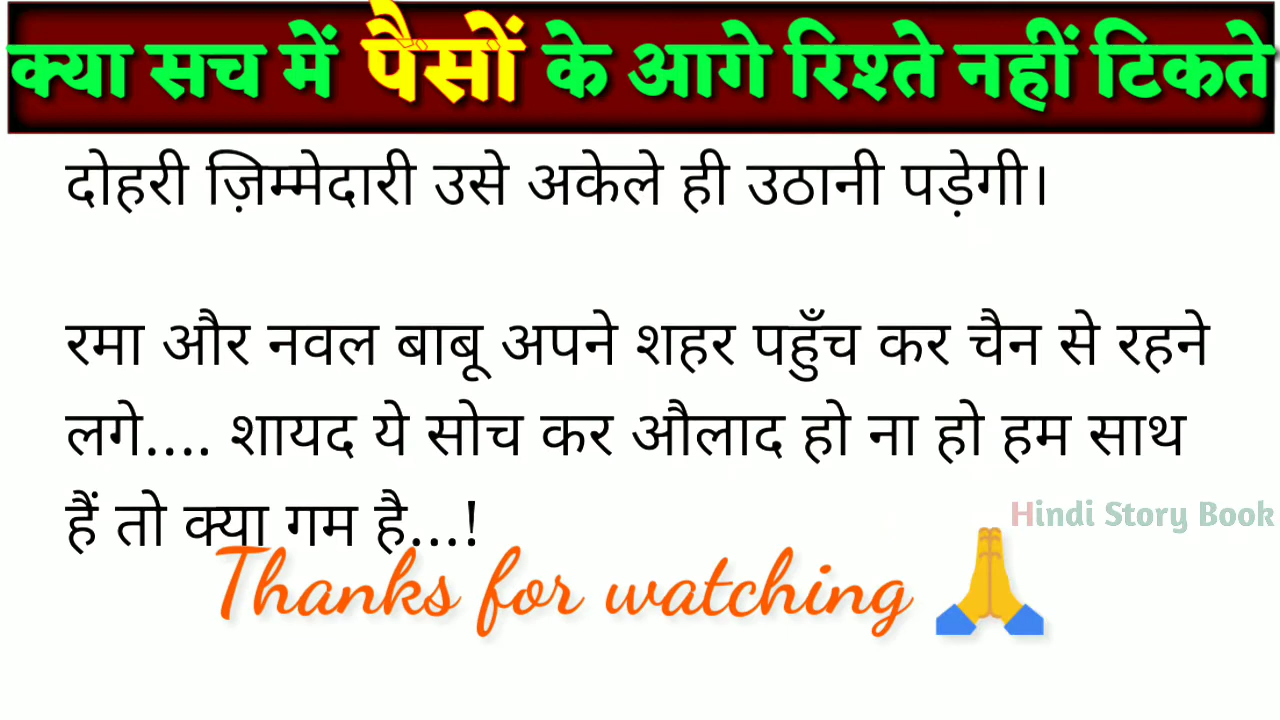 क्या सच में पैसों के आगे रिश्ते नहीं टिकते
दोहरी ज़िम्मेदारी उसे अकेले ही उठानी पड़ेगी।
रमा और नवल बाबू अपने शहर पहुँच कर चैन से रहने
लगे.... शायद ये सोच कर औलाद हो ना हो हम साथ
हैं तो क्या गम है...!
Hindi Story Book
Thanks for watching 🙏